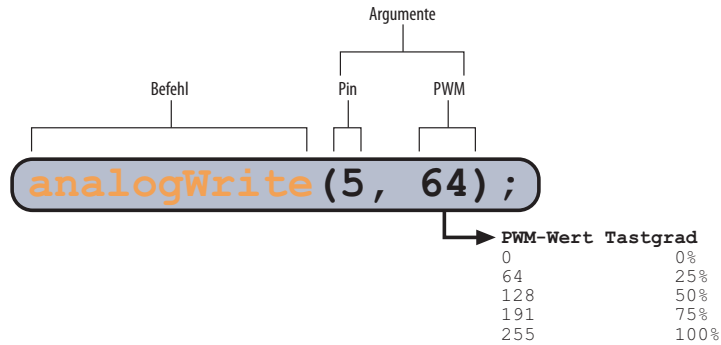 Argumente
Befehl Pin PWM
analogWrite(5, 64);
PWM-Wert Tastgrad
0 0%
64 25%
128 50%
191 75%
255 100%